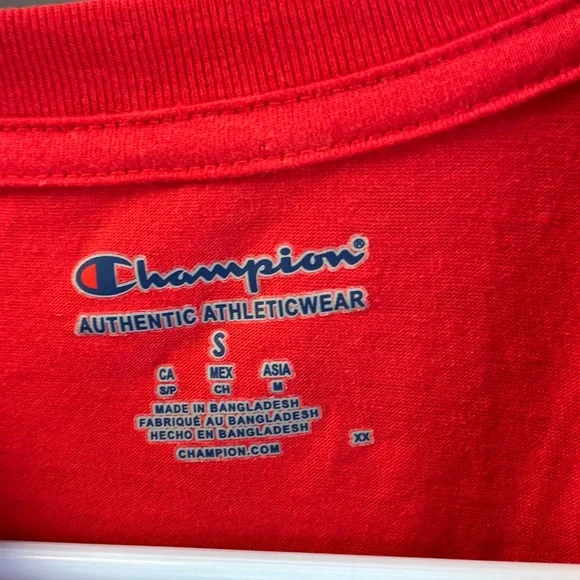 Champion®
AUTHENTIC ATHLETICWEAR
S
CA MEX ASIA
S/P CH M
MADE IN BANGLADESH
FABRIQUÉ AU BANGLADESH
HECHO EN BANGLADESH
XX
CHAMPION.COM